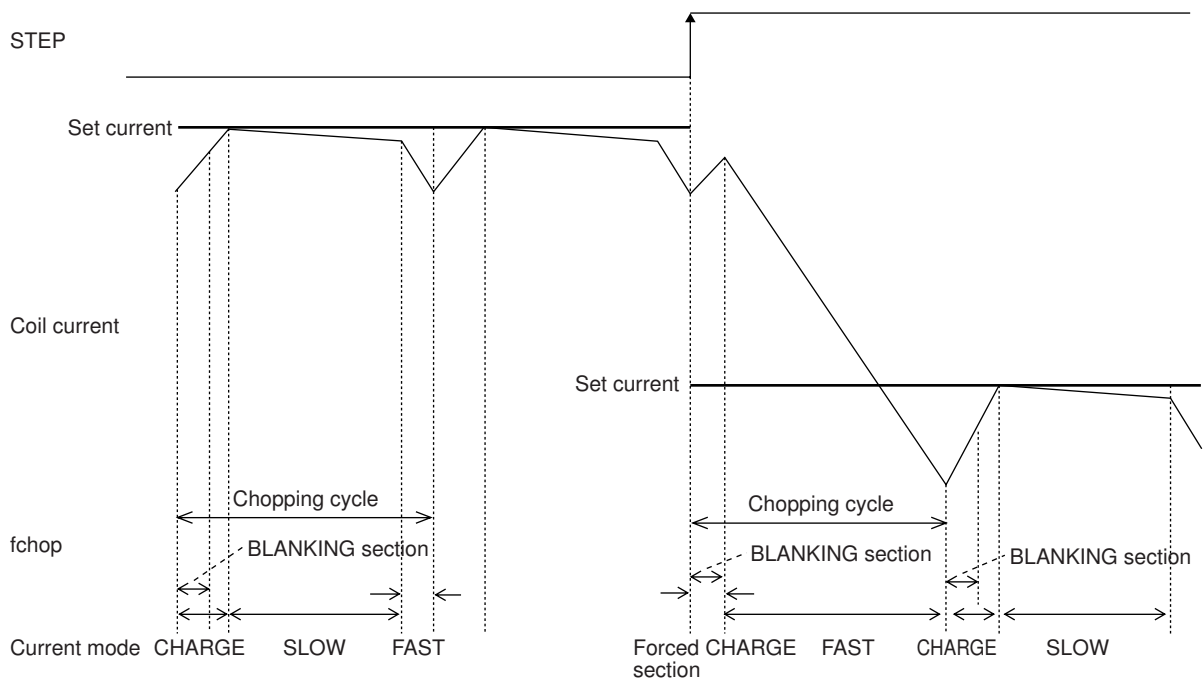 STEP
Set current
Coil current
Set current
Chopping cycle
Chopping cycle
fchop
BLANKING section
BLANKING section
BLANKING section
Current mode CHARGE SLOW FAST Forced CHARGE FAST CHARGE SLOW
section